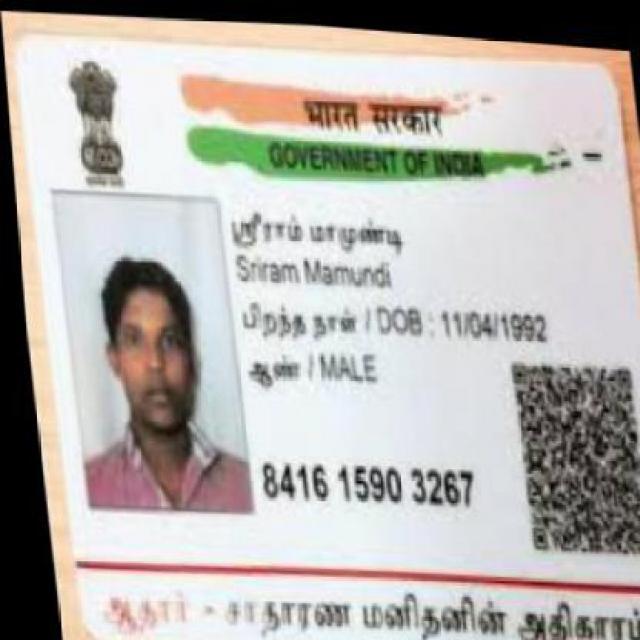 भारत सरकार
GOVERNMENT OF INDIA
ஸ்ரீராம் மாமுண்டி
Sriram Mamundi
பிறந்த நாள் / DOB : 11/04/1992
ஆண் / MALE
8416 1590 3267
ஆதார் - சாதாரண மனிதனின் அதிகாரம்